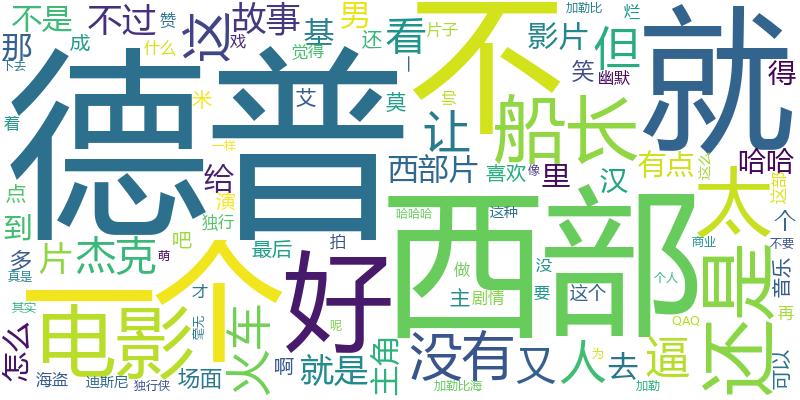 不是
不过
赞
故事
基
男
戏
还
看
片子
加勒比
烂
影片
但
那
成
什么
这
觉得
笑
得
幽默
下去
米
艾
莫
一
不
就
德普
船长
哈哈
着
一样
让
给
西部片
喜欢
像
里
汉
有点
这么
这部
点
演
到
独行
哈哈哈
这种
太
个
多
片
杰克
吧
最后
拍
西部
没
商业
不要
真是
萌
做
主
剧情
要
这个
个人
还是
音乐
再
其实
一个
好
才
毫无
呢
QAQ
怎么
电影
火车
啊
就是
主角
没有
又
人
去
逼
为
可以
海盗
迪斯尼
独行侠
场面
加勒比海
加勒